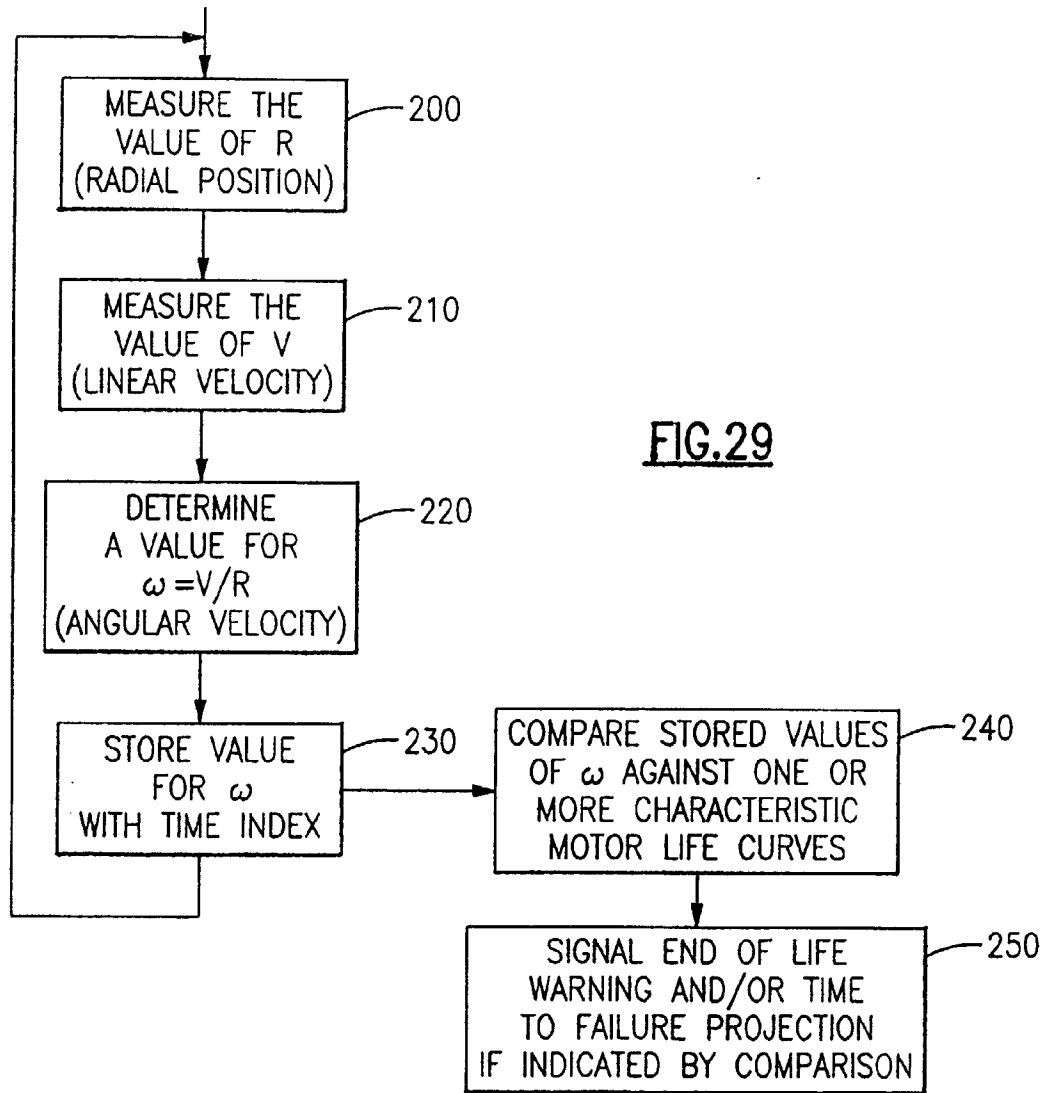 MEASURE THE
VALUE OF R
(RADIAL POSITION)
200
MEASURE THE
VALUE OF V
(LINEAR VELOCITY)
210
FIG.29
DETERMINE
A VALUE FOR
ω=V/R
(ANGULAR VELOCITY)
220
STORE VALUE
FOR ω
WITH TIME INDEX
230
COMPARE STORED VALUES
OF ω AGAINST ONE OR
MORE CHARACTERISTIC
MOTOR LIFE CURVES
240
SIGNAL END OF LIFE
WARNING AND/OR TIME
TO FAILURE PROJECTION
IF INDICATED BY COMPARISON
250